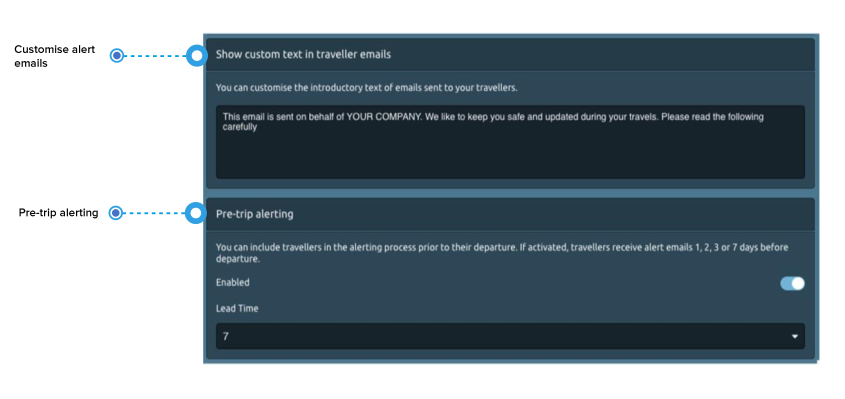 Customise alert
emails
Show custom text in traveller emails
You can customise the introductory text of emails sent to your travellers.
This email is sent on behalf of YOUR COMPANY. We like to keep you safe and updated during your travels. Please read the following
carefully
Pre-trip alerting
Pre-trip alerting
You can include travellers in the alerting process prior to their departure. If activated, travellers receive alert emails 1, 2, 3 or 7 days before
departure.
Enabled
Lead Time
7